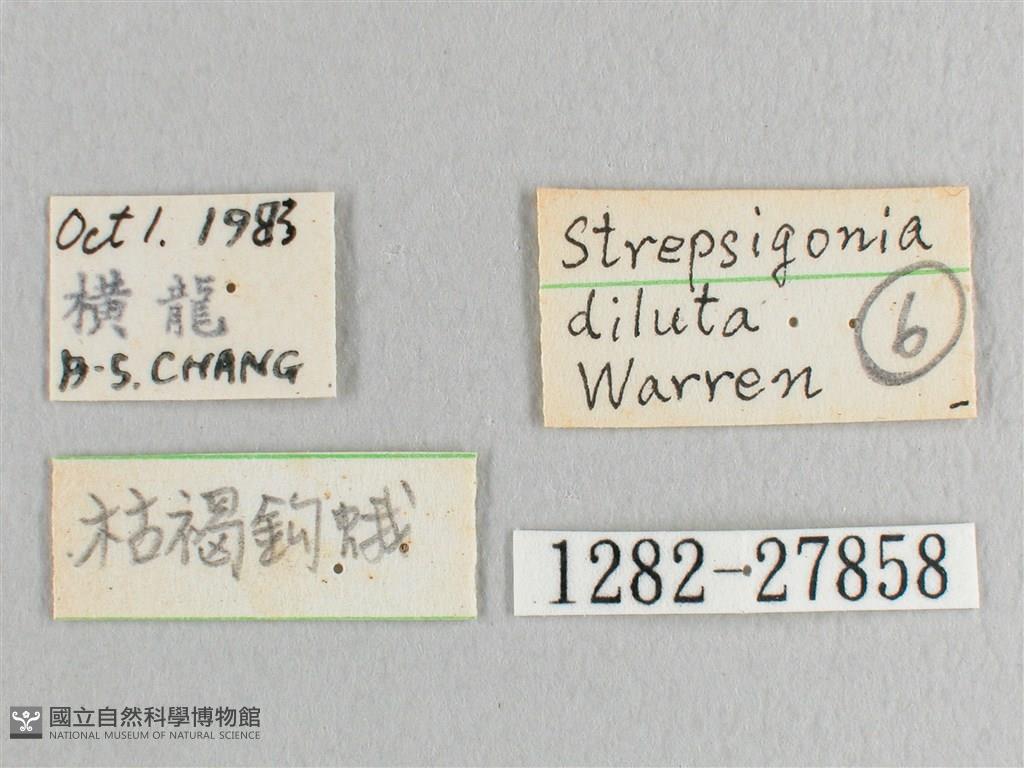 Oct 1. 1983
橫龍
B-S. CHANG
Strepsigonia
diluta
Warren
6
枯褐鉤蛾
1282-27858
國立自然科學博物館
NATIONAL MUSEUM OF NATURAL SCIENCE